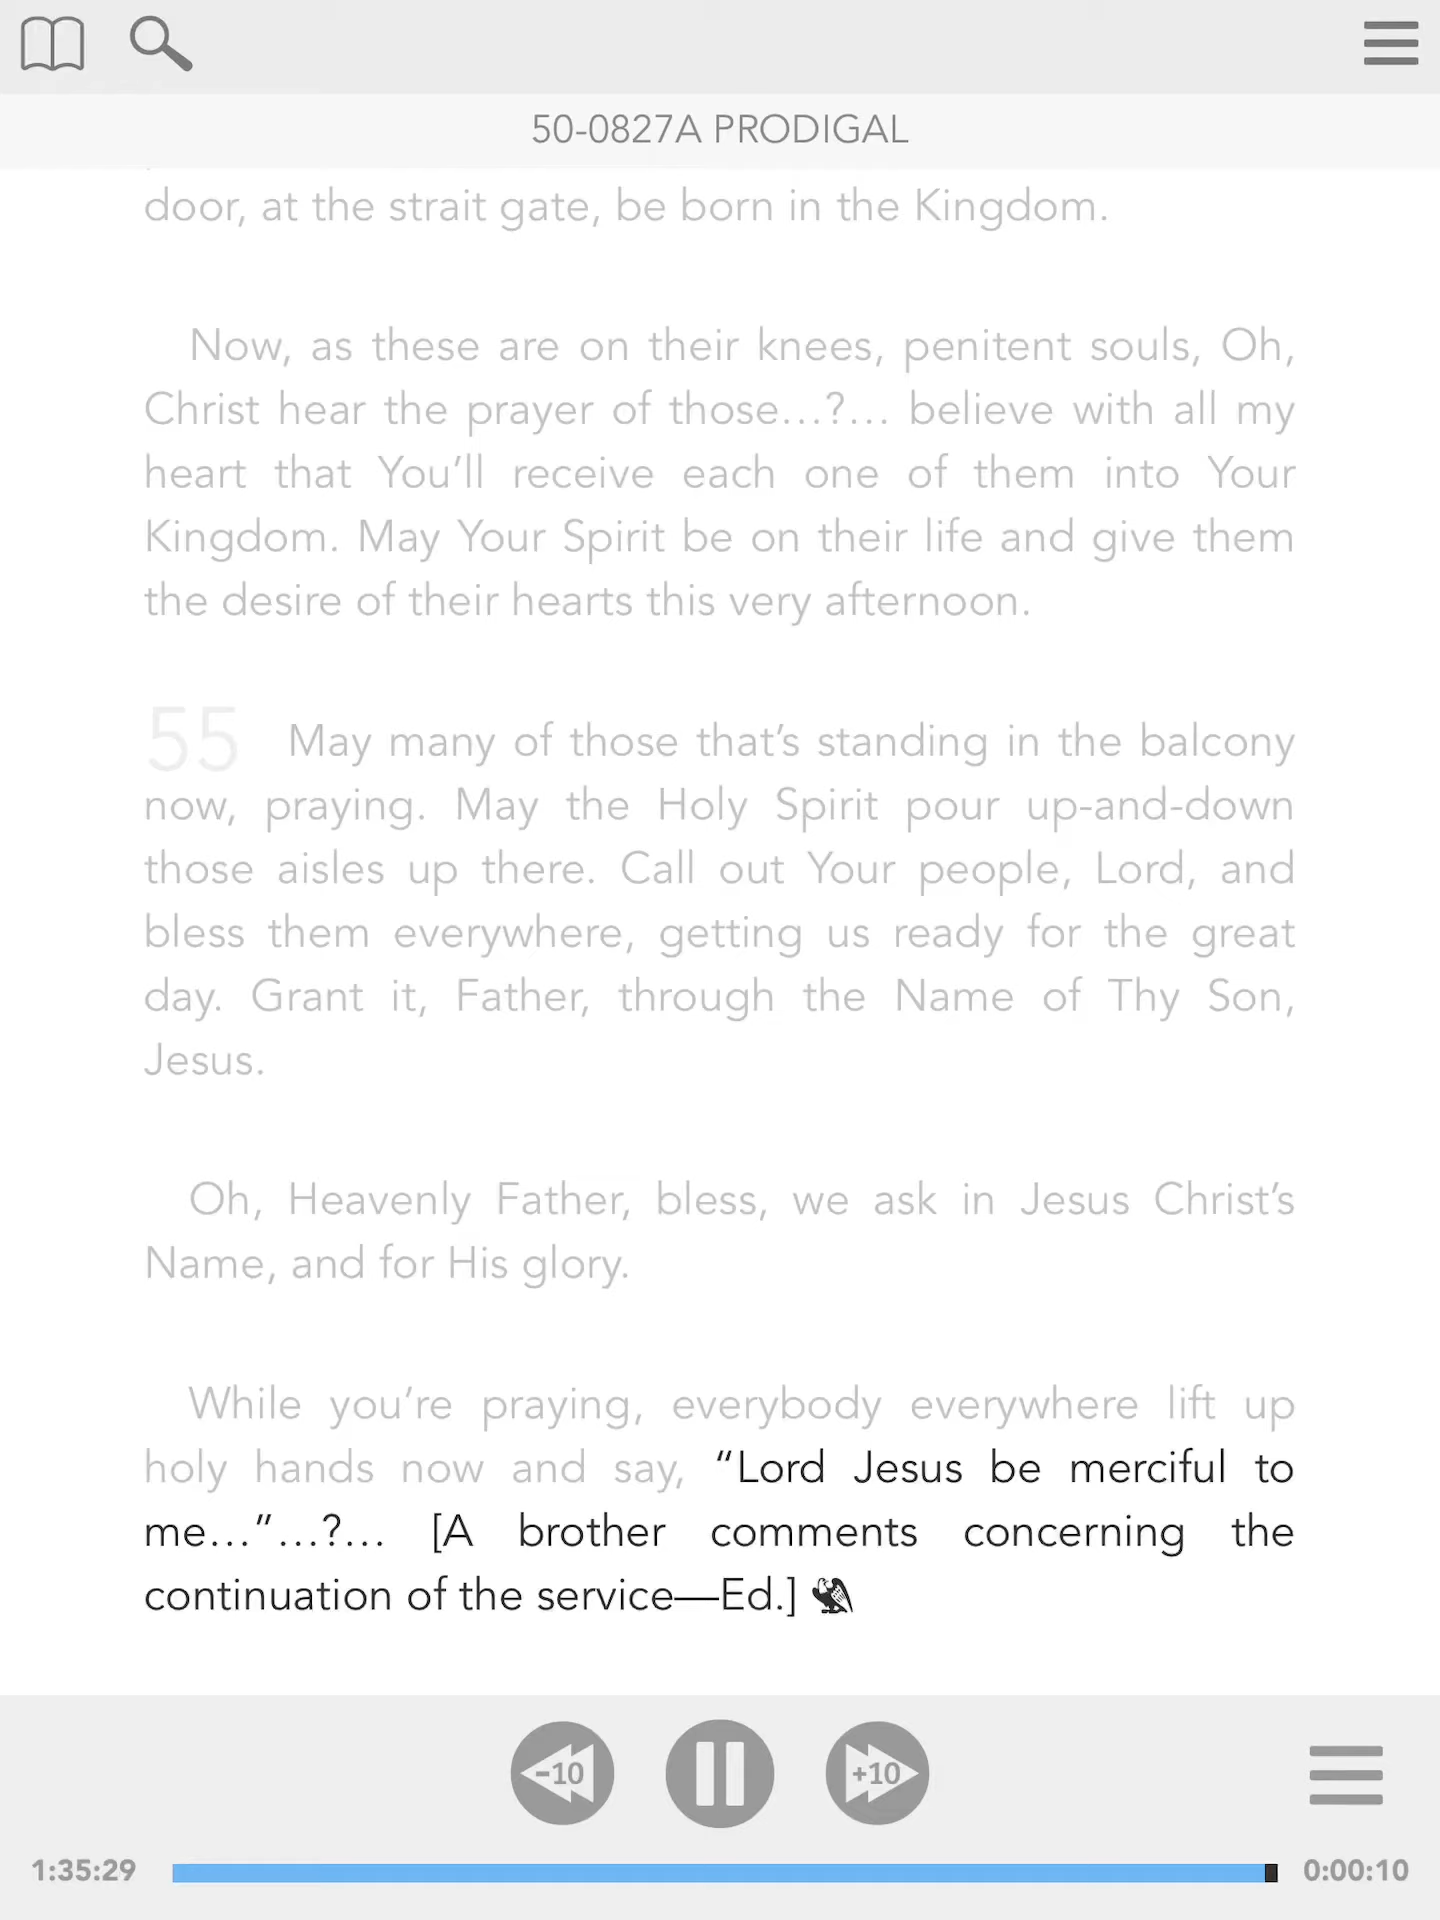 50-0827A PRODIGAL
door, at the strait gate, be born in the Kingdom.
Now, as these are on their knees, penitent souls, Oh,
Christ hear the prayer of those…?… believe with all my
heart that You’ll receive each one of them into Your
Kingdom. May Your Spirit be on their life and give them
the desire of their hearts this very afternoon.
55 May many of those that’s standing in the balcony
now, praying. May the Holy Spirit pour up-and-down
those aisles up there. Call out Your people, Lord, and
bless them everywhere, getting us ready for the great
day. Grant it, Father, through the Name of Thy Son,
Jesus.
Oh, Heavenly Father, bless, we ask in Jesus Christ’s
Name, and for His glory.
While you’re praying, everybody everywhere lift up
holy hands now and say, “Lord Jesus be merciful to
me…”…?… [A brother comments concerning the
continuation of the service—Ed.]
-10 +10
1:35:29 0:00:10